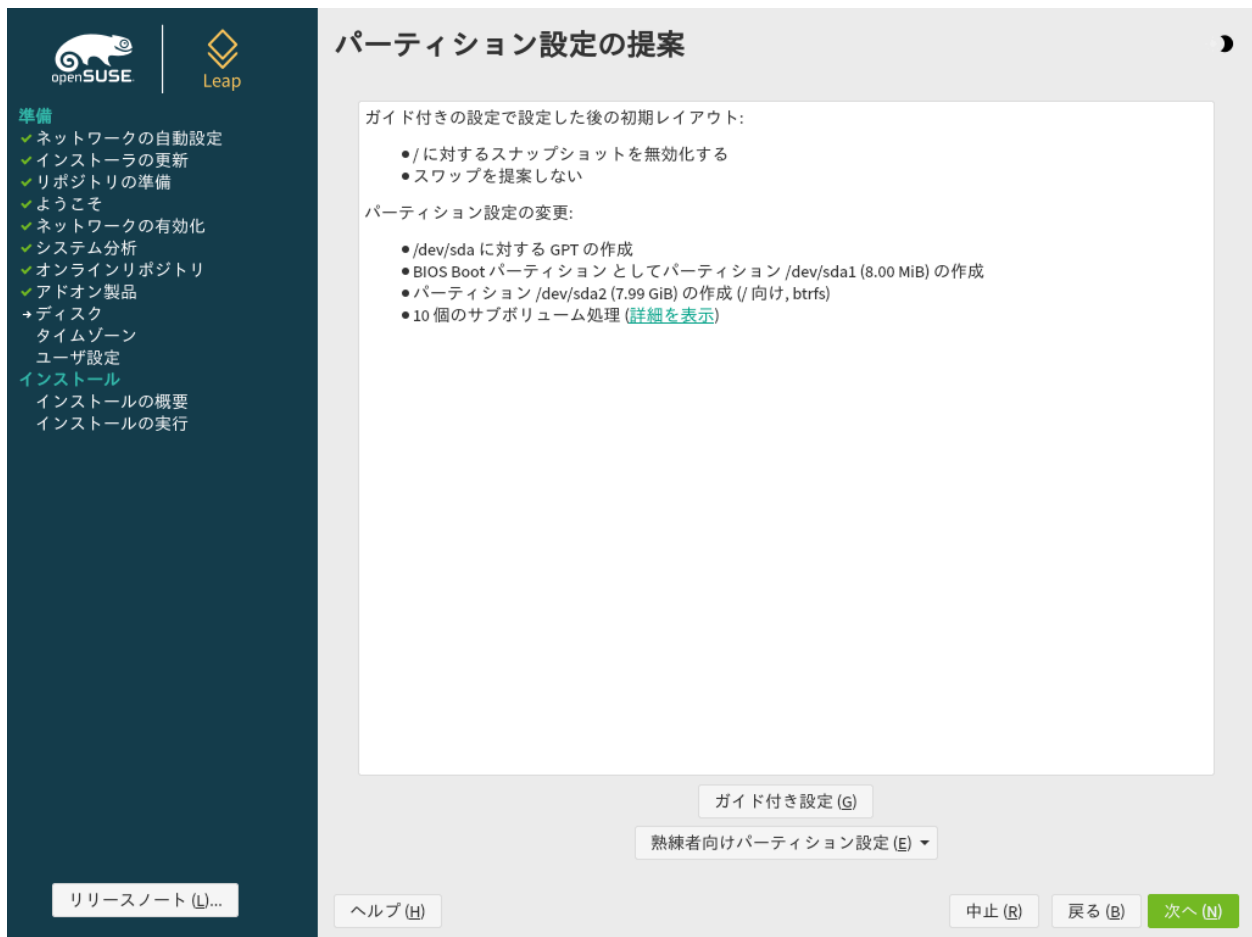 openSUSE.
Leap
準備
ネットワークの自動設定
インストーラの更新
リポジトリの準備
ようこそ
ネットワークの有効化
システム分析
オンラインリポジトリ
アドオン製品
ディスク
タイムゾーン
ユーザ設定
インストール
インストールの概要
インストールの実行
リリースノート (L)...
パーティション設定の提案
ガイド付きの設定で設定した後の初期レイアウト:
●/ に対するスナップショットを無効化する
●スワップを提案しない
パーティション設定の変更:
●/dev/sda に対する GPT の作成
●BIOS Boot パーティション としてパーティション /dev/sda1 (8.00 MiB) の作成
●パーティション /dev/sda2 (7.99 GiB) の作成 (/ 向け, btrfs)
●10 個のサブボリューム処理 (詳細を表示)
ガイド付き設定 (G)
熟練者向けパーティション設定 (E)
ヘルプ (H)
中止 (R)
戻る (B)
次へ (N)